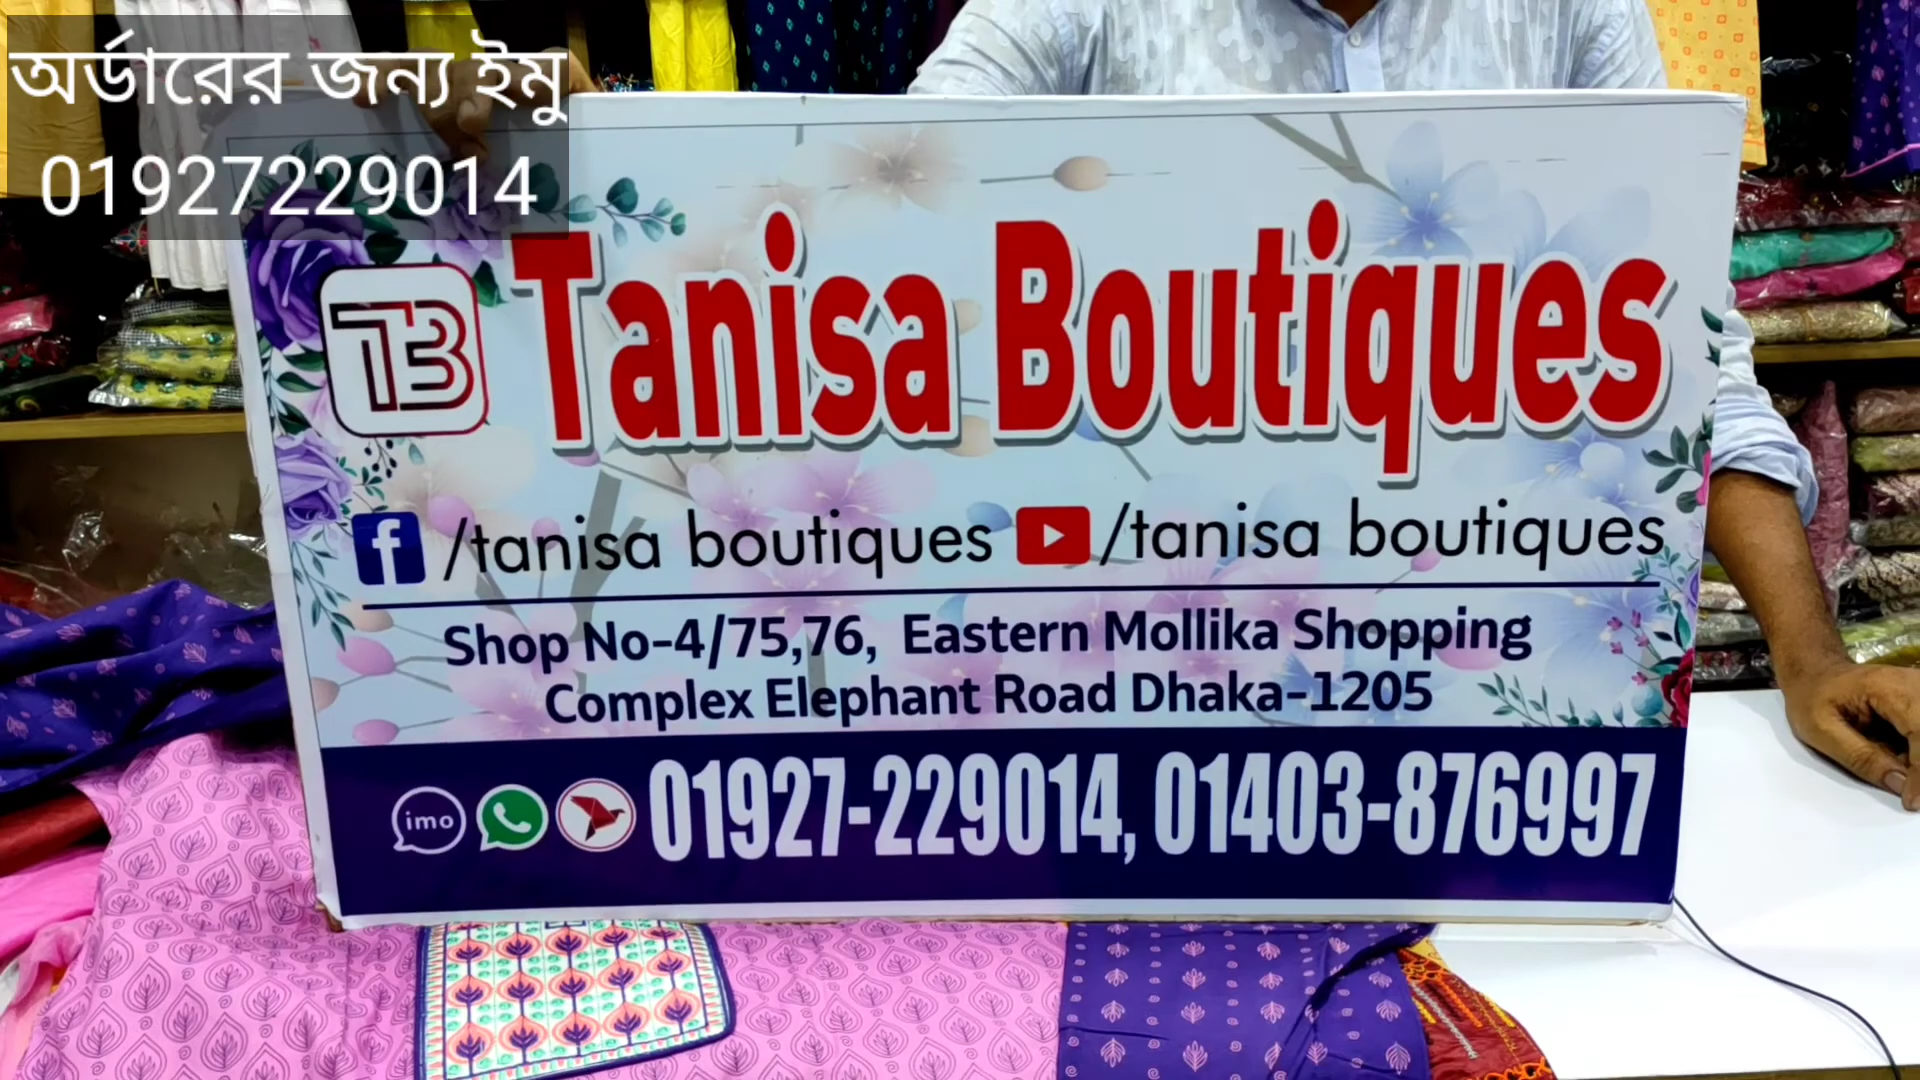 অর্ডারের জন্য ইমু
01927229014
TB
Tanisa Boutiques
f /tanisa boutiques /tanisa boutiques
Shop No-4/75,76, Eastern Mollika Shopping
Complex Elephant Road Dhaka-1205
imo 01927-229014, 01403-876997